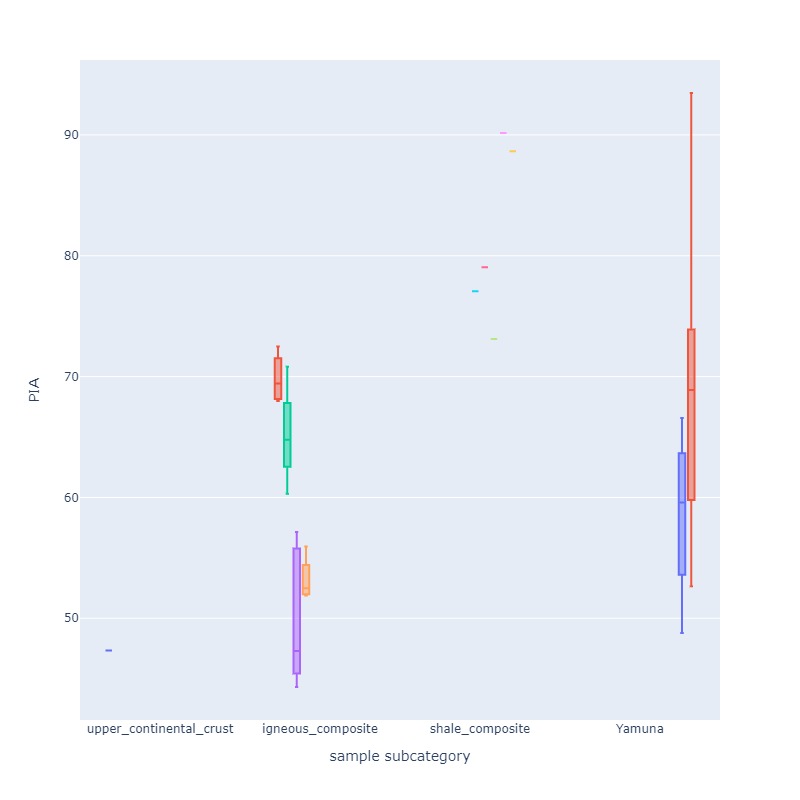 90
80
70
60
50
PIA
upper_continental_crust igneous_composite shale_composite Yamuna
sample subcategory